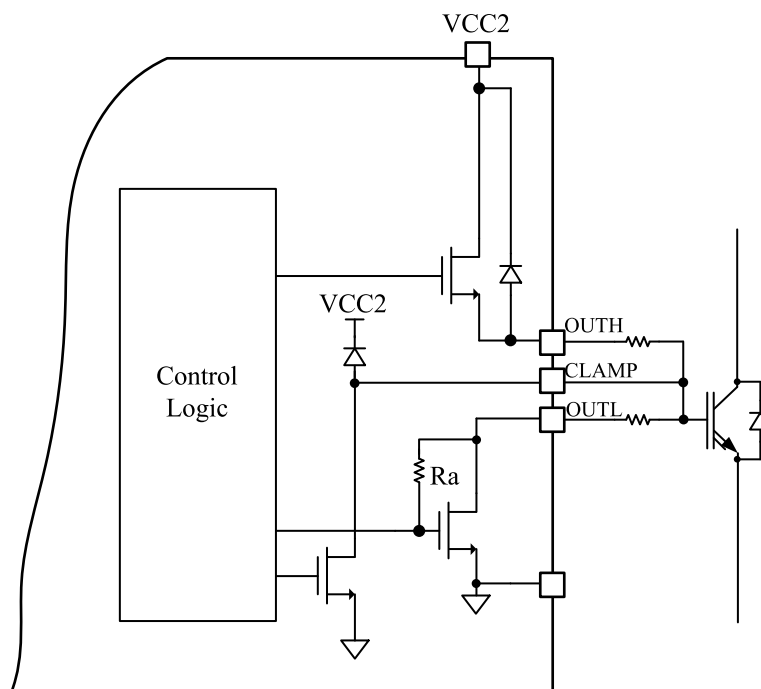 VCC2
VCC2
OUTH
CLAMP
OUTL
Control
Logic
Ra